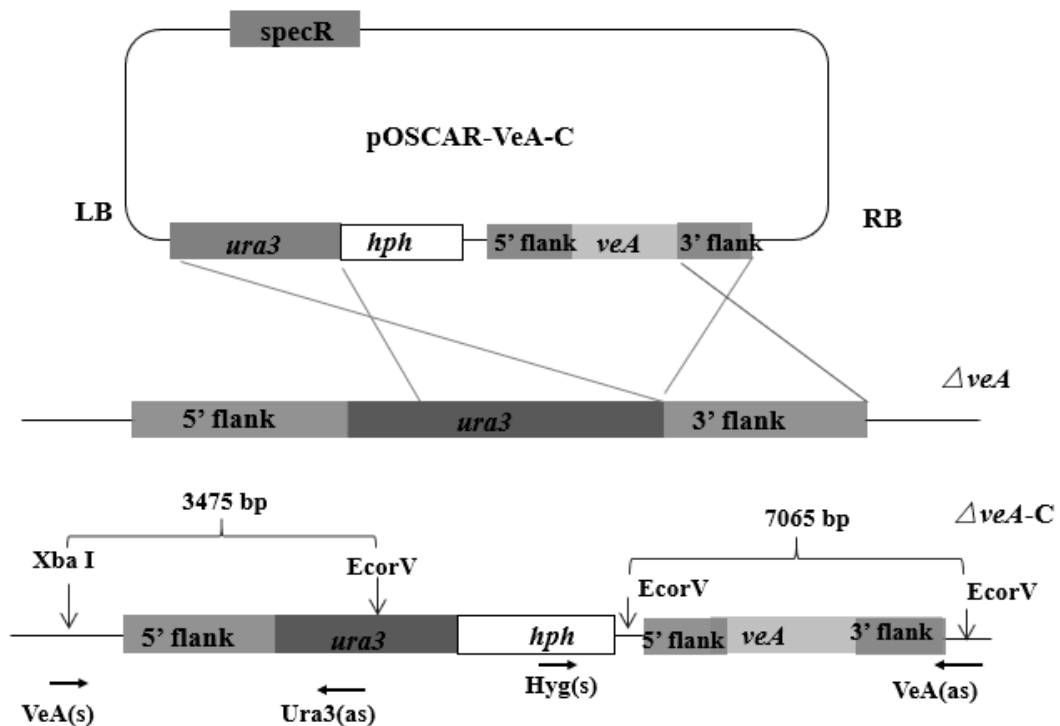 specR
pOSCAR-VeA-C
LB
RB
ura3
hph
5’ flank
veA
3’ flank
△veA
5’ flank
ura3
3’ flank
3475 bp
7065 bp
△veA-C
Xba I
EcorV
EcorV
EcorV
5’ flank
ura3
hph
5’ flank
veA
3’ flank
VeA(s)
Ura3(as)
Hyg(s)
VeA(as)